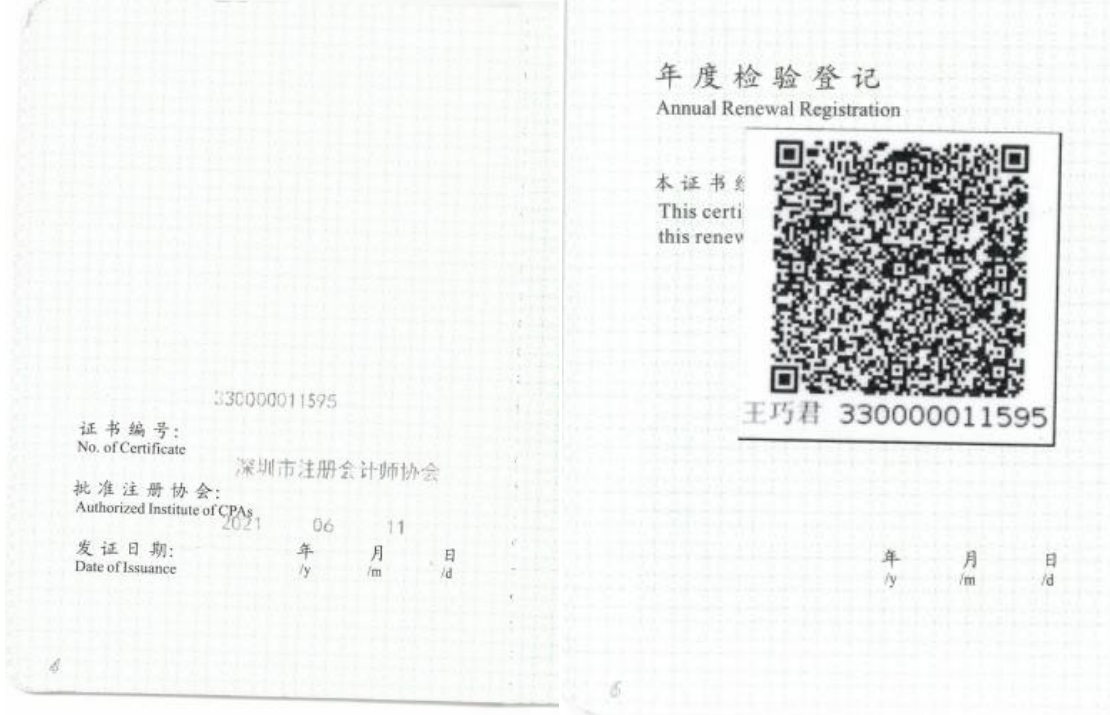 330000011595
证书编号:
No. of Certificate
深圳市注册会计师协会
批准注册协会:
Authorized Institute of CPAs
2021 06 11
发证日期: 年 月 日
Date of Issuance /y /m /d
年度检验登记
Annual Renewal Registration
本证书经
This certi
this renew
王巧君 330000011595
年 月 日
/y /m /d
6